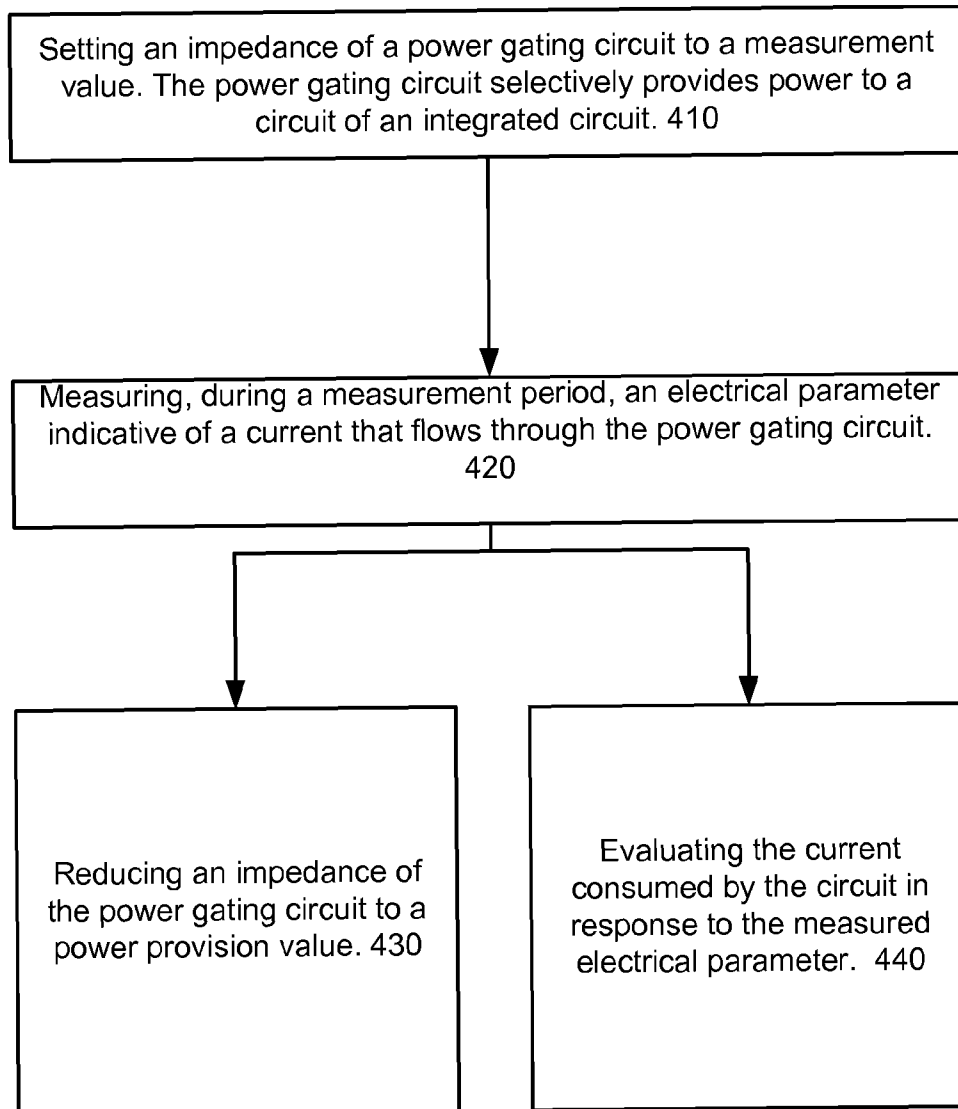 Setting an impedance of a power gating circuit to a measurement
value. The power gating circuit selectively provides power to a
circuit of an integrated circuit. 410
Measuring, during a measurement period, an electrical parameter
indicative of a current that flows through the power gating circuit.
420
Reducing an impedance of
the power gating circuit to a
power provision value. 430
Evaluating the current
consumed by the circuit in
response to the measured
electrical parameter.  440